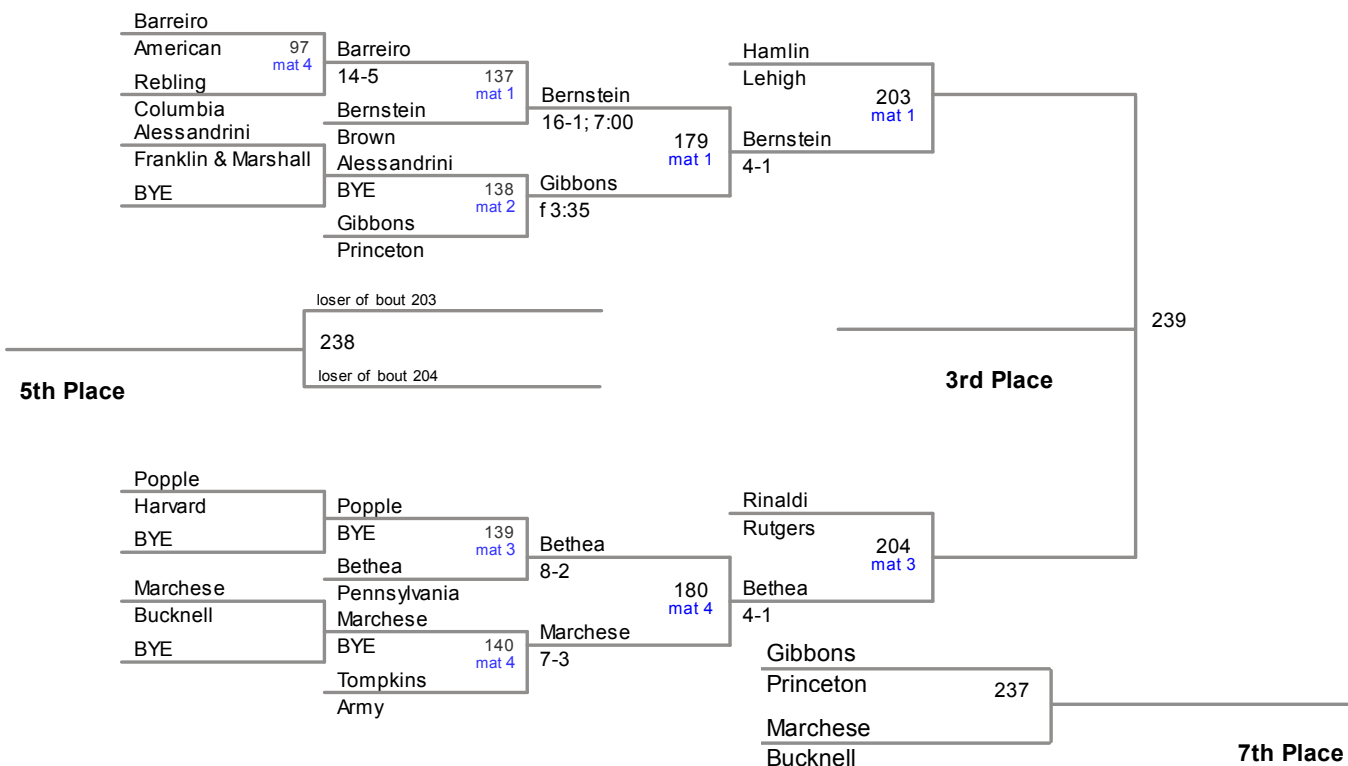 Barreiro
American
97
mat 4
Rebling
Columbia
Barreiro
14-5
137
mat 1
Bernstein
Brown
Bernstein
16-1; 7:00
Alessandrini
Franklin & Marshall
BYE
Alessandrini
BYE
138
mat 2
Gibbons
Princeton
Gibbons
f 3:35
179
mat 1
Hamlin
Lehigh
203
mat 1
Bernstein
4-1
loser of bout 203
238
loser of bout 204
5th Place
239
3rd Place
Popple
Harvard
BYE
Popple
BYE
139
mat 3
Bethea
Pennsylvania
Bethea
8-2
Marchese
Bucknell
BYE
Marchese
BYE
140
mat 4
Tompkins
Army
Marchese
7-3
180
mat 4
Rinaldi
Rutgers
204
mat 3
Bethea
4-1
Gibbons
Princeton
237
Marchese
Bucknell
7th Place